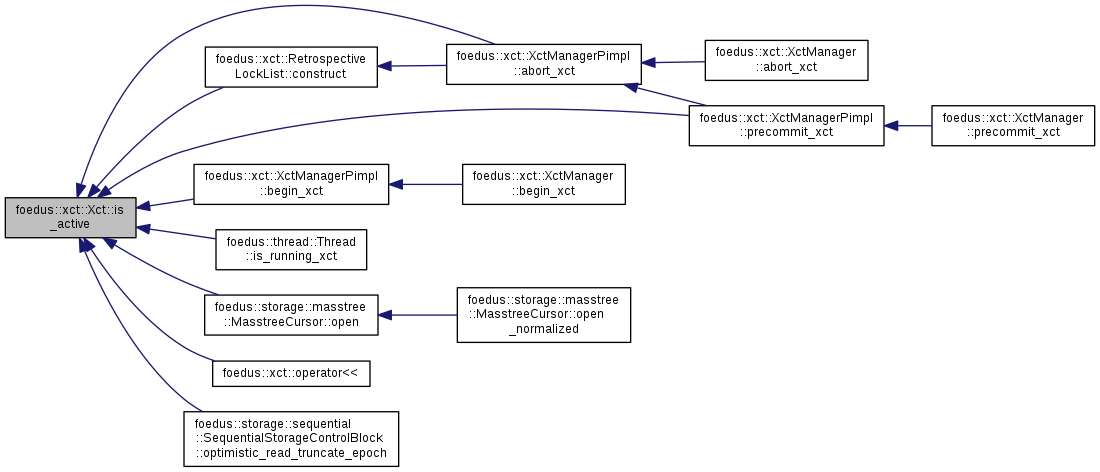 foedus::xct::XctManagerPimpl
::abort_xct
foedus::xct::XctManager
::abort_xct
foedus::xct::Retrospective
LockList::construct
foedus::xct::XctManagerPimpl
::precommit_xct
foedus::xct::XctManager
::precommit_xct
foedus::xct::XctManagerPimpl
::begin_xct
foedus::xct::XctManager
::begin_xct
foedus::xct::Xct::is
_active
foedus::thread::Thread
::is_running_xct
foedus::storage::masstree
::MasstreeCursor::open
foedus::storage::masstree
::MasstreeCursor::open
_normalized
foedus::xct::operator<<
foedus::storage::sequential
::SequentialStorageControlBlock
::optimistic_read_truncate_epoch